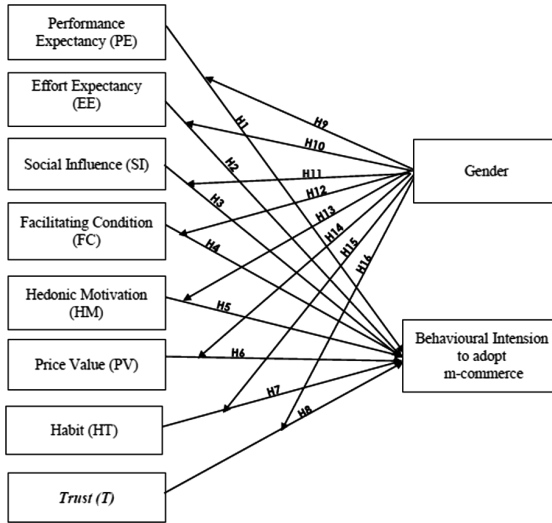 Performance
Expectancy (PE)
Effort Expectancy
(EE)
Social Influence (SI)
Facilitating Condition
(FC)
Hedonic Motivation
(HM)
Price Value (PV)
Habit (HT)
Trust (T)
Gender
Behavioural Intension
to adopt
m-commerce
H1
H2
H3
H4
H5
H6
H7
H8
H9
H10
H11
H12
H13
H14
H15
H16